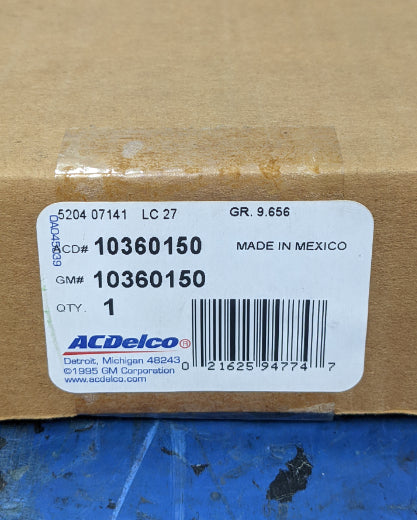 5204 07141 LC 27 GR. 9.656
ACD# 10360150 MADE IN MEXICO
GM# 10360150
QTY. 1
ACDelco®
Detroit, Michigan 48243
©1995 GM Corporation
www.acdelco.com
0 21625 94774 7